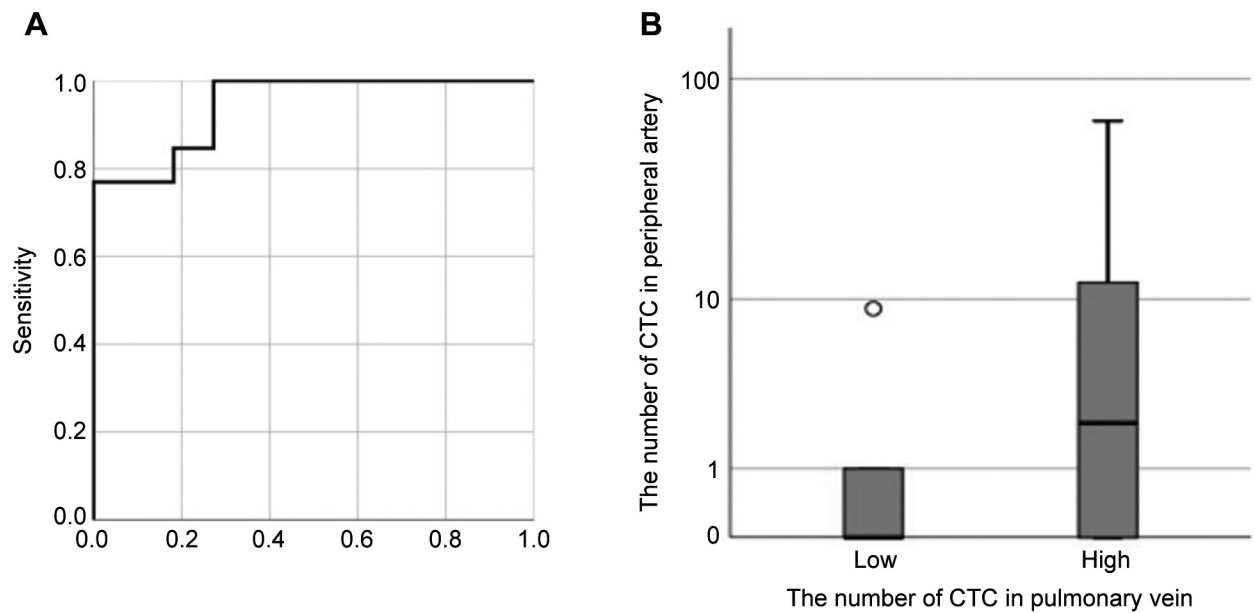 A
1.0
0.8
0.6
0.4
0.2
0.0
Sensitivity
0.0 0.2 0.4 0.6 0.8 1.0
B
100
10
1
0
The number of CTC in peripheral artery
Low High
The number of CTC in pulmonary vein